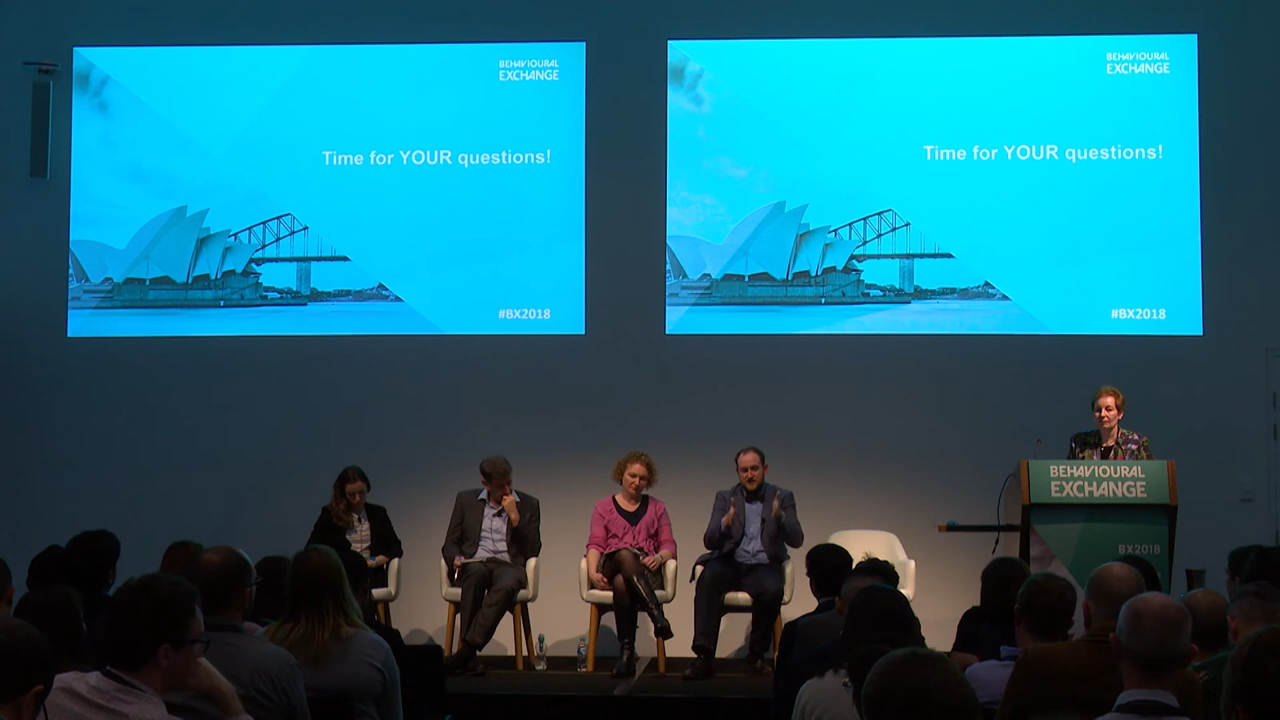 BEHAVIOURAL
EXCHANGE
Time for YOUR questions!
#BX2018
BEHAVIOURAL
EXCHANGE
Time for YOUR questions!
#BX2018
BEHAVIOURAL
EXCHANGE
BX2018